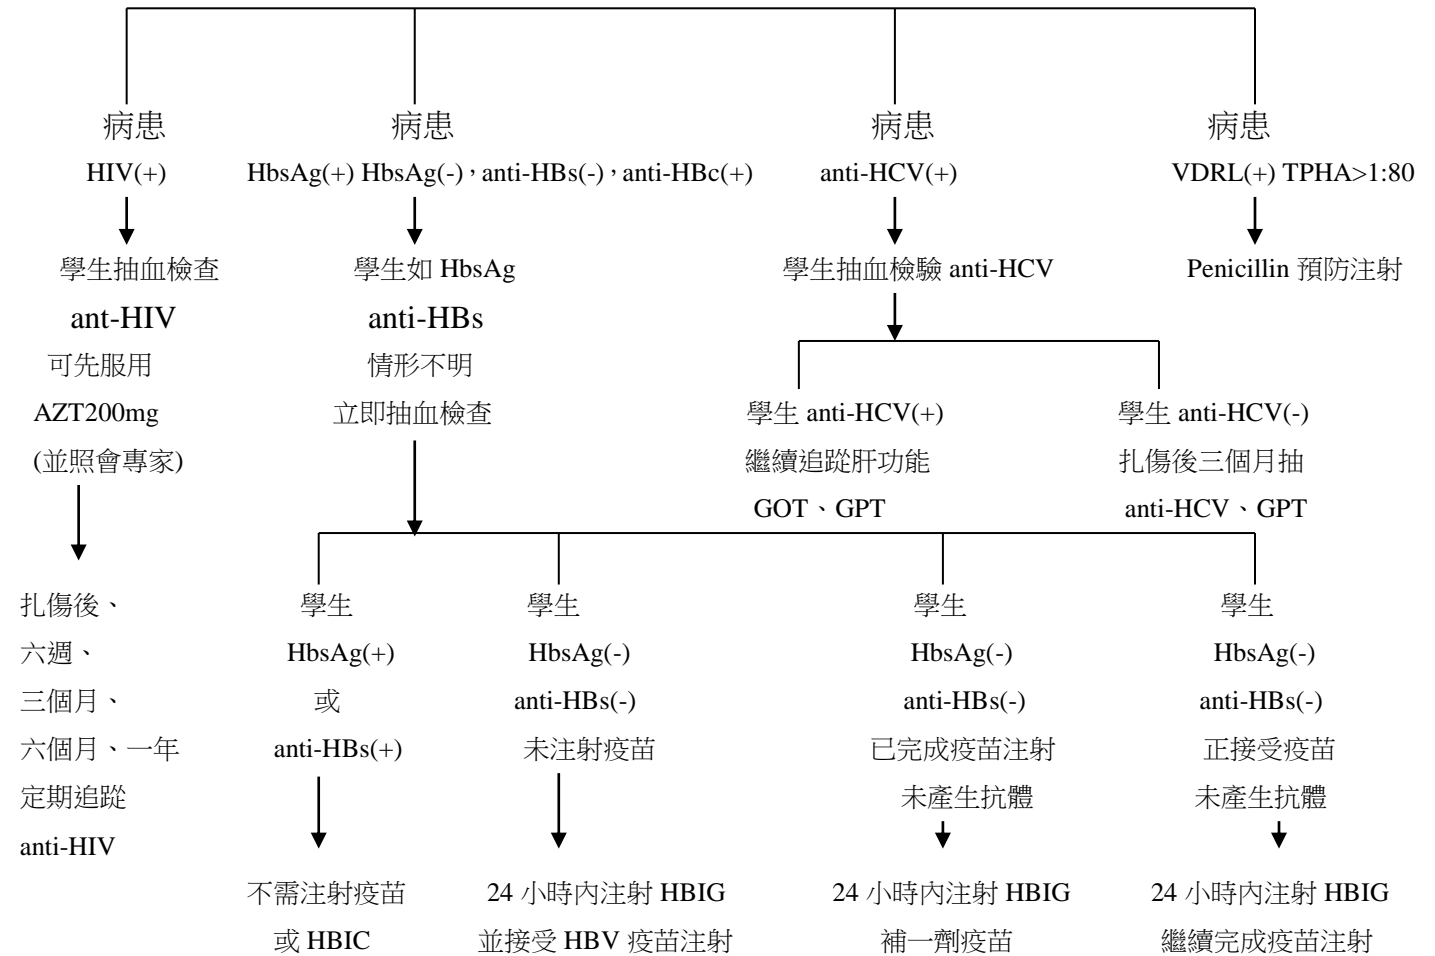 病患 病患 病患 病患
HIV(+) HbsAg(+) HbsAg(-)，anti-HBs(-)，anti-HBc(+) anti-HCV(+) VDRL(+) TPHA>1:80
學生抽血檢查 學生如 HbsAg 學生抽血檢驗 anti-HCV Penicillin 預防注射
ant-HIV anti-HBs
可先服用 情形不明
AZT200mg 立即抽血檢查 學生 anti-HCV(+) 學生 anti-HCV(-)
(並照會專家) 繼續追蹤肝功能 扎傷後三個月抽
GOT、GPT anti-HCV、GPT
扎傷後、 學生 學生 學生 學生
六週、 HbsAg(+) HbsAg(-) HbsAg(-) HbsAg(-)
三個月、 或 anti-HBs(-) anti-HBs(-) anti-HBs(-)
六個月、一年 anti-HBs(+) 未注射疫苗 已完成疫苗注射 正接受疫苗
定期追蹤 未產生抗體 未產生抗體
anti-HIV
不需注射疫苗 24 小時內注射 HBIG 24 小時內注射 HBIG 24 小時內注射 HBIG
或 HBIC 並接受 HBV 疫苗注射 補一劑疫苗 繼續完成疫苗注射